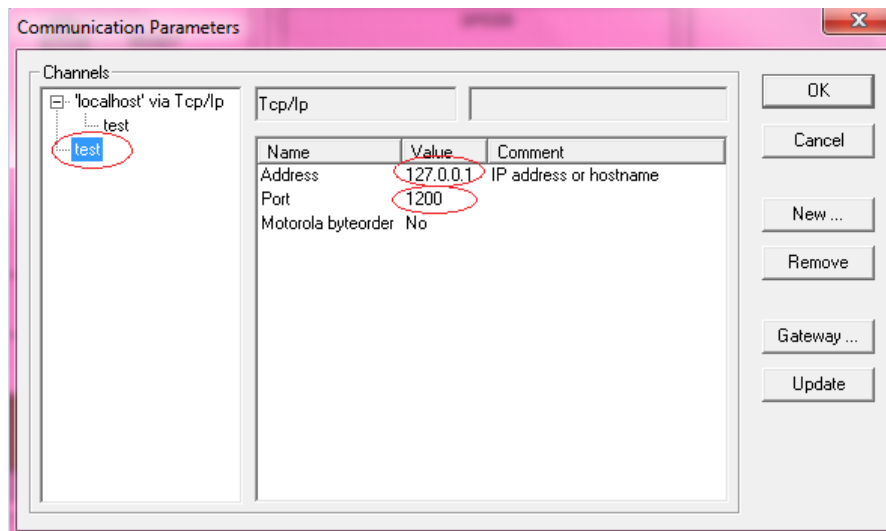 Communication Parameters
Channels
'localhost' via Tcp/Ip
test
test
Tcp/Ip
Name Value Comment
Address 127.0.0.1 IP address or hostname
Port 1200
Motorola byteorder No
OK
Cancel
New ...
Remove
Gateway ...
Update